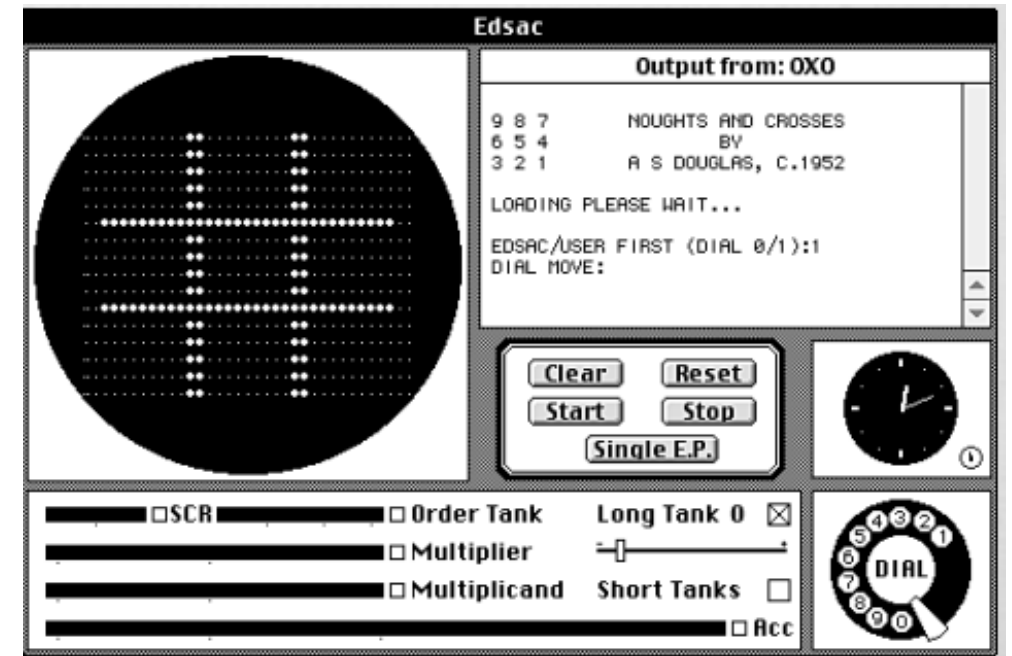 Edsac
Output from: OXO
9 8 7 NOUGHTS AND CROSSES
6 5 4 BY
3 2 1 A S DOUGLAS, C.1952
LOADING PLEASE WAIT...
EDSAC/USER FIRST (DIAL 0/1):1
DIAL MOVE:
Clear Reset
Start Stop
Single E.P.
SCR Order Tank Long Tank 0
Multiplier
- +
Multiplicand Short Tanks
Acc
5 4 3 2 1
6 DIAL
7
8 9 0